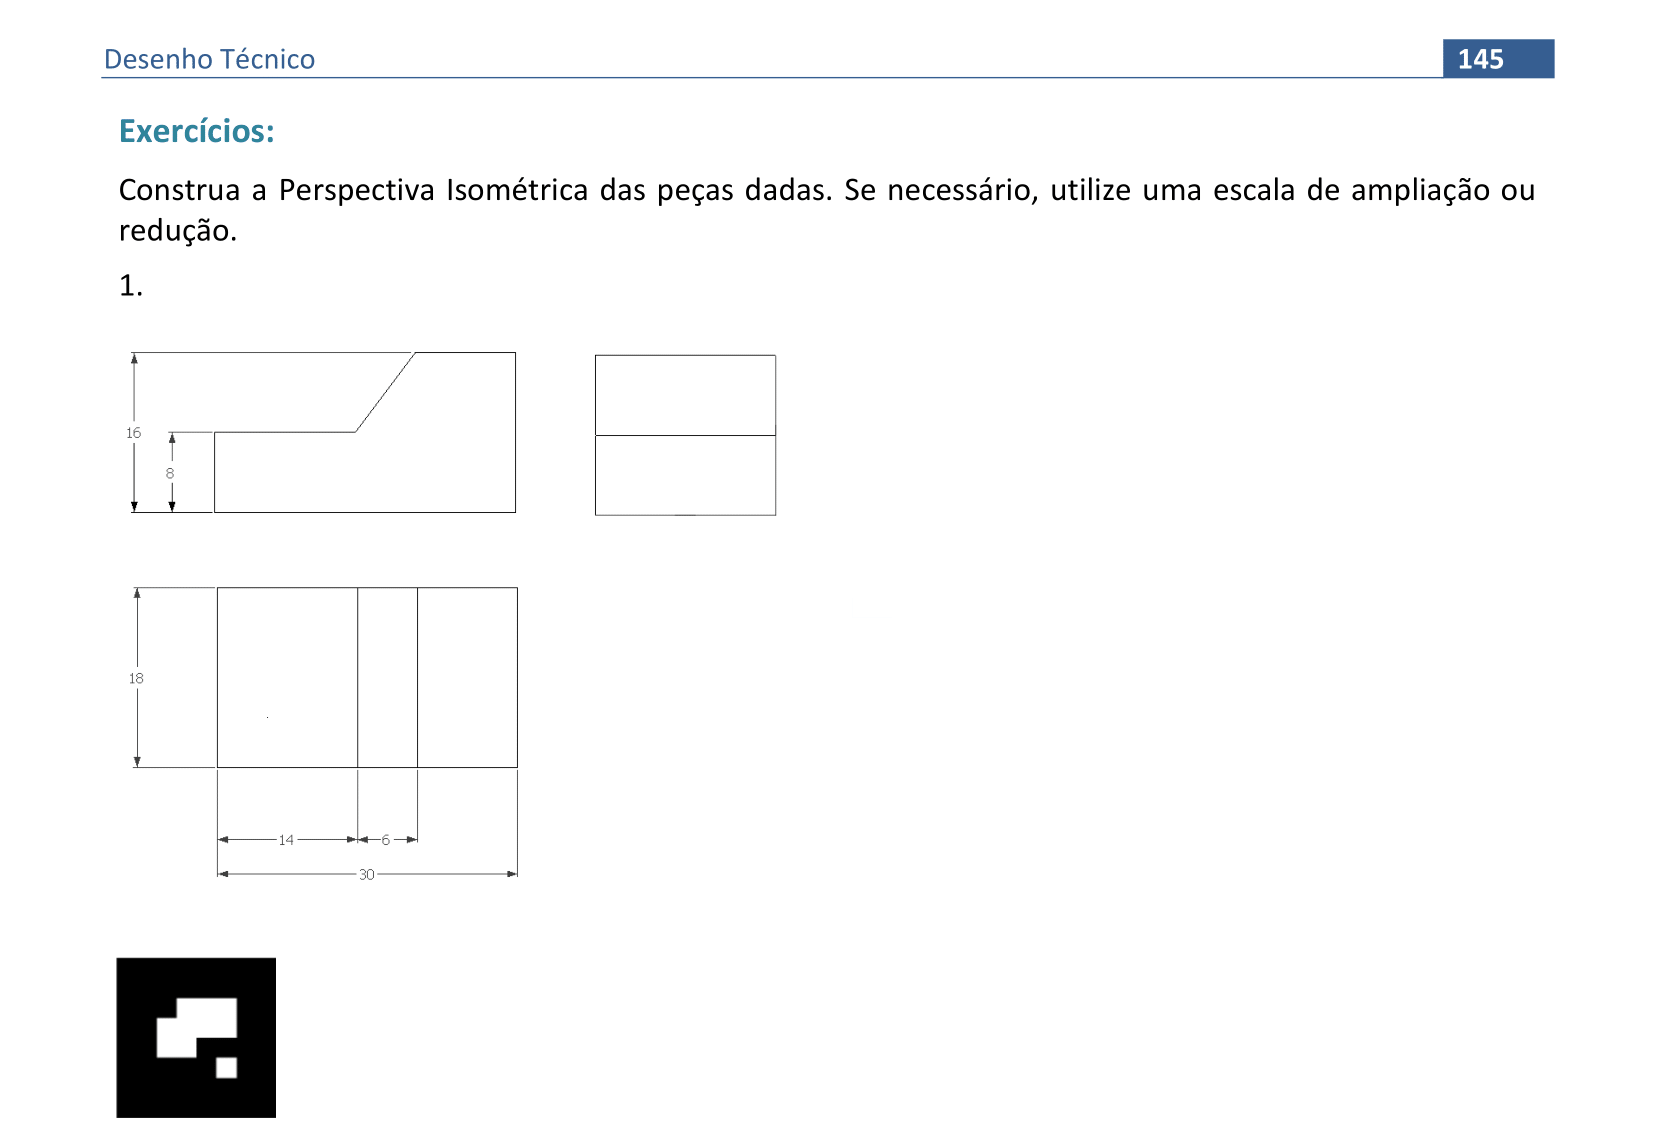 Desenho Técnico
145
Exercícios:
Construa a Perspectiva Isométrica das peças dadas. Se necessário, utilize uma escala de ampliação ou
redução.
1.
16
8
18
14
6
30